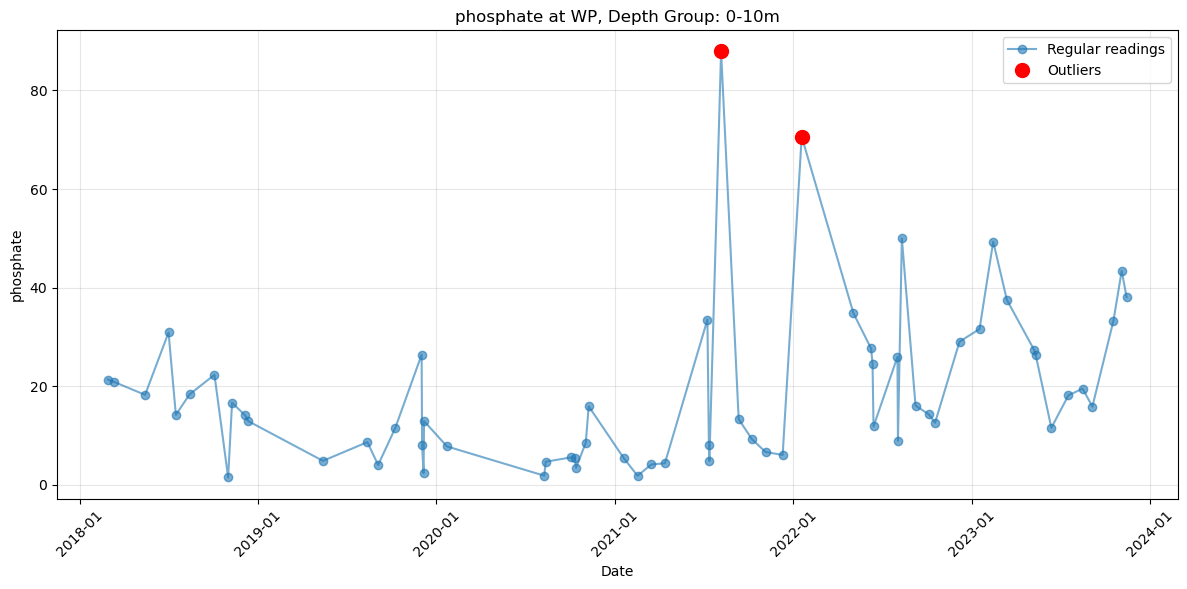 phosphate at WP, Depth Group: 0-10m
Regular readings
Outliers
phosphate
80
60
40
20
0
2018-01
2019-01
2020-01
2021-01
2022-01
2023-01
2024-01
Date